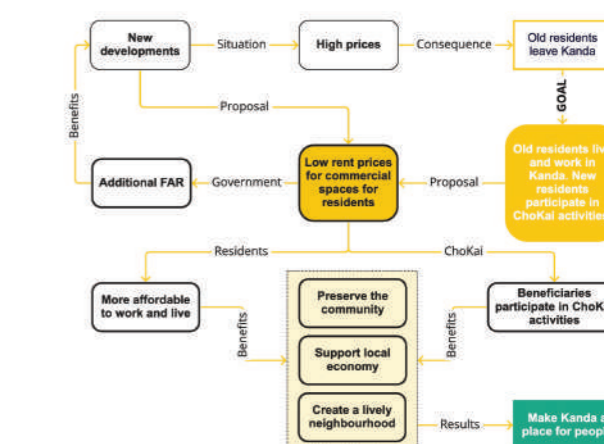 New
developments
Situation
High prices
Consequence
Old residents
leave Kanda
Benefits
Proposal
GOAL
Additional FAR
Government
Low rent prices
for commercial
spaces for
residents
Proposal
Old residents liv
and work in
Kanda. New
residents
participate in
ChoKai activitie
Residents
ChoKai
More affordable
to work and live
Benefits
Preserve the
community
Support local
economy
Create a lively
neighbourhood
Benefits
Beneficiaries
participate in ChoK
activities
Results
Make Kanda a
place for peopl